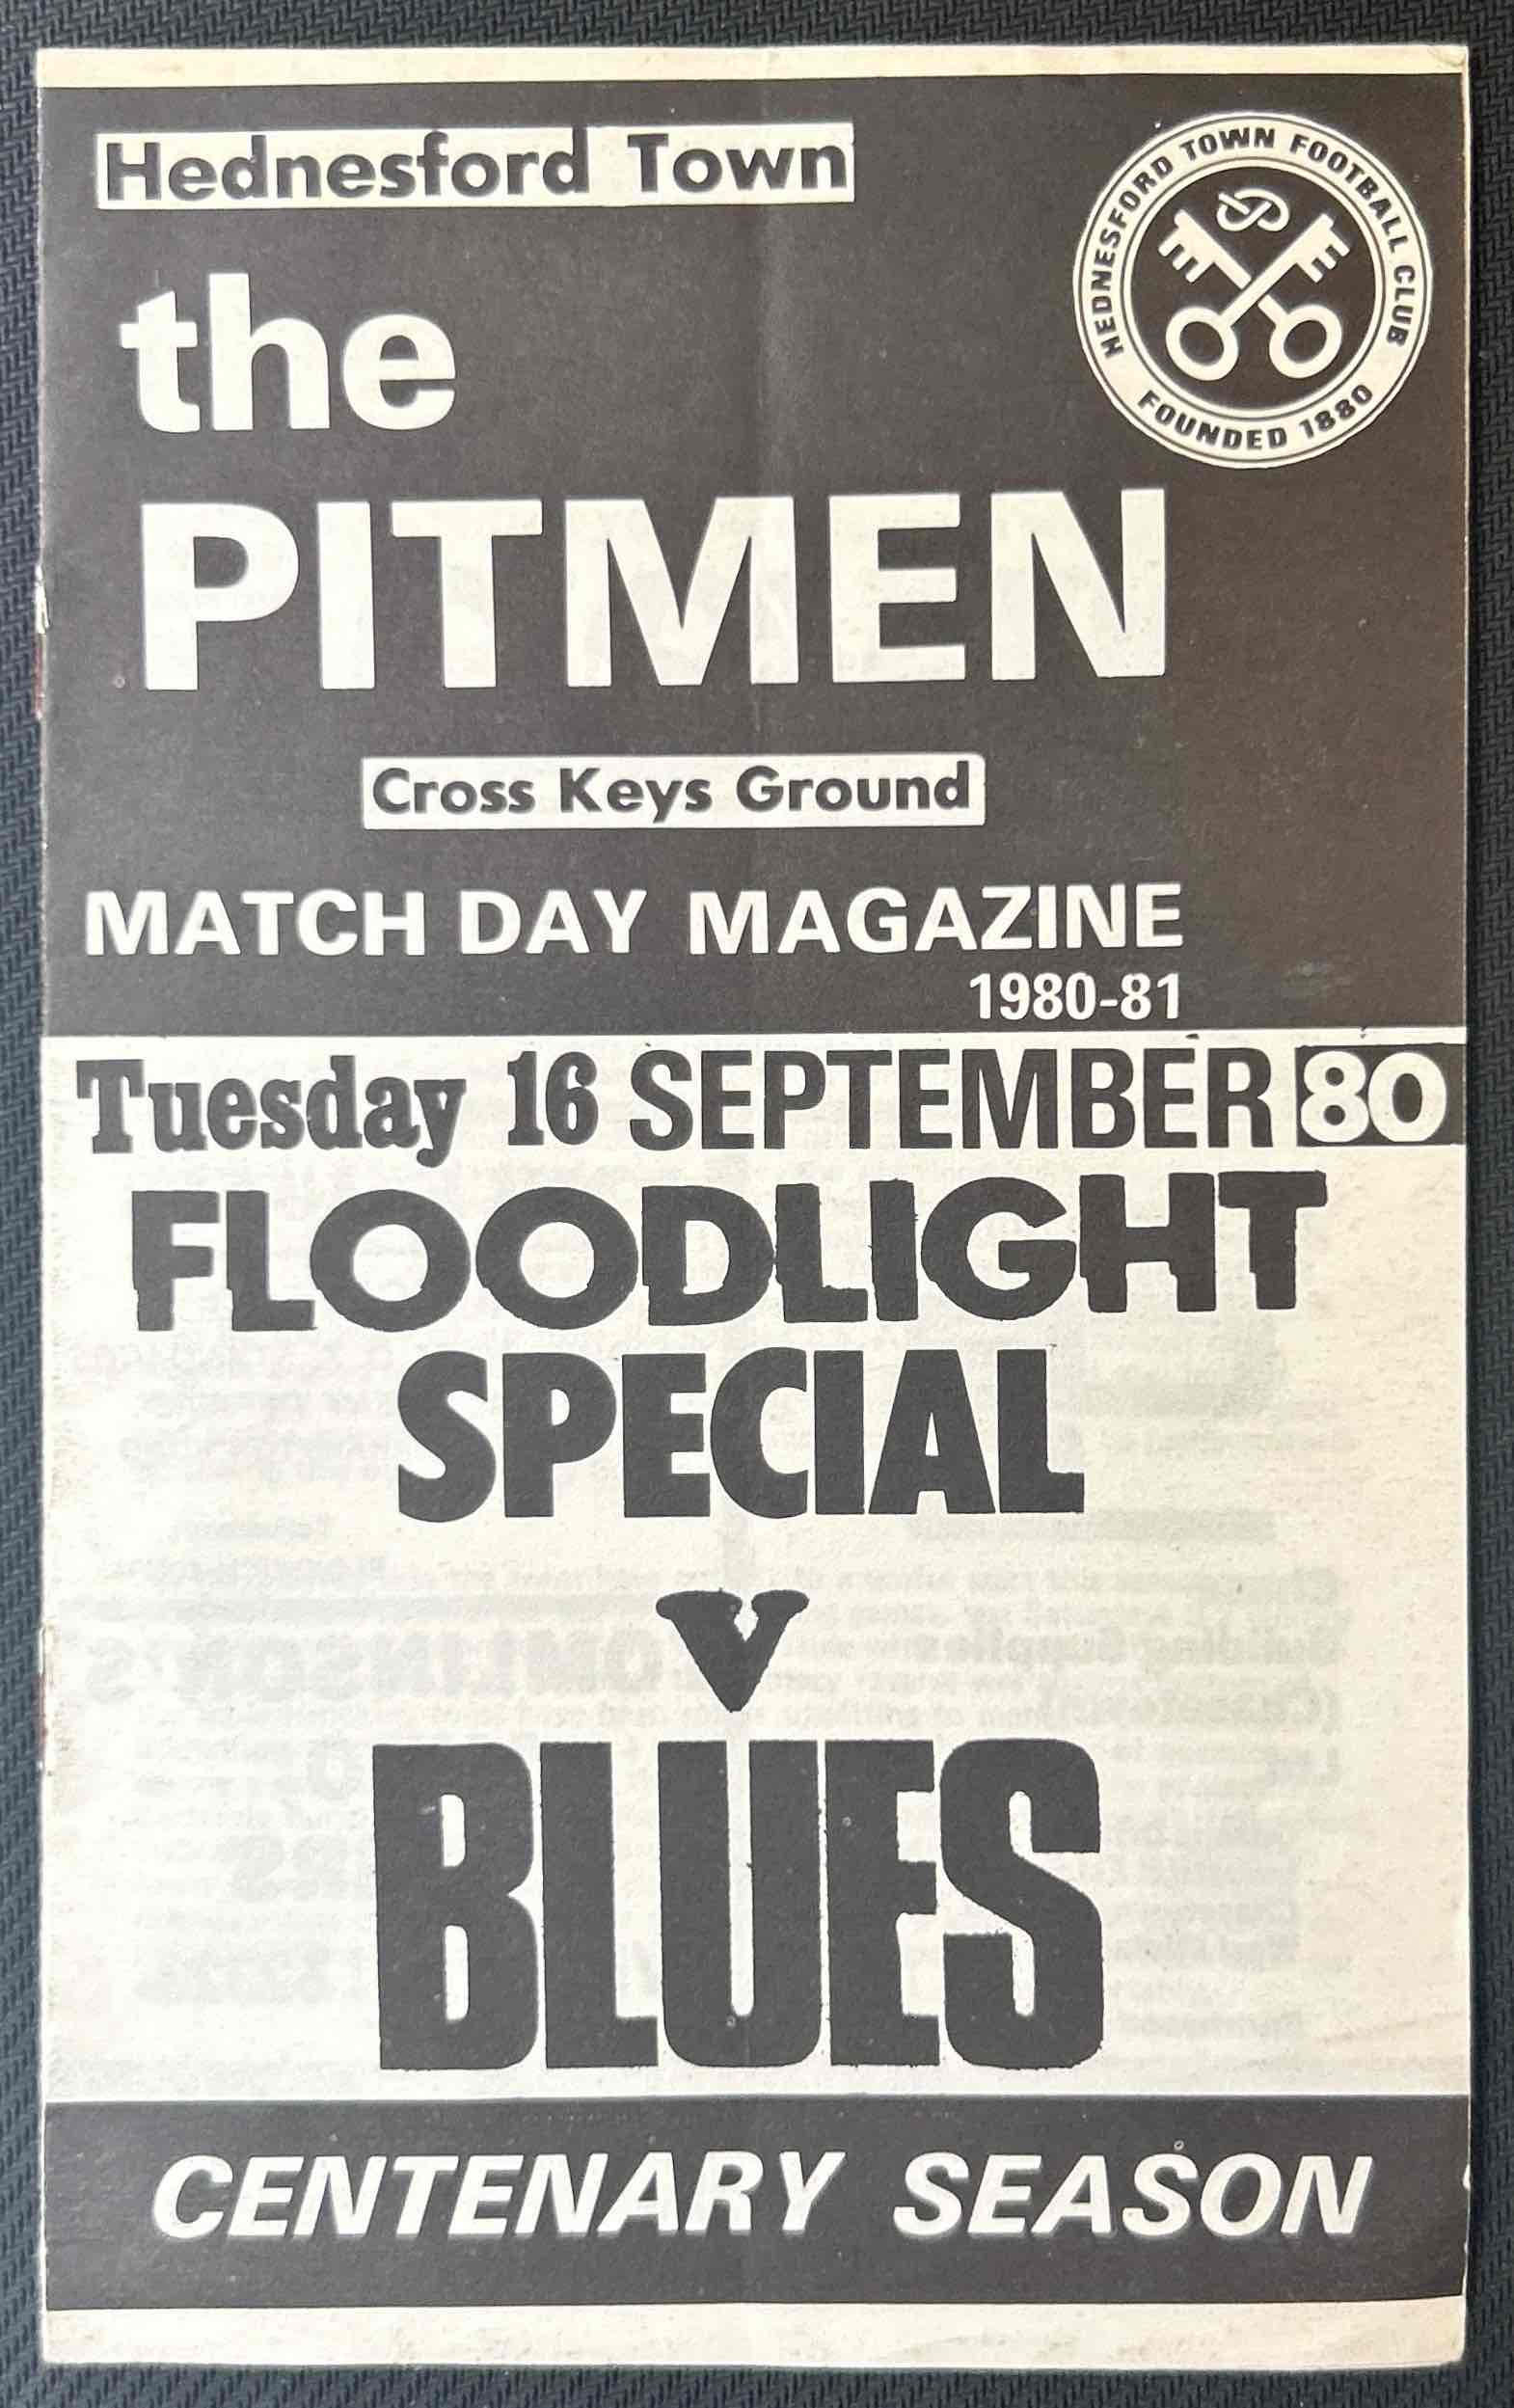 Hednesford Town
HEDNESFORD TOWN FOOTBALL CLUB
FOUNDED 1880
the
PITMEN
Cross Keys Ground
MATCH DAY MAGAZINE
1980-81
Tuesday 16 SEPTEMBER 80
FLOODLIGHT
SPECIAL
v
BLUES
CENTENARY SEASON